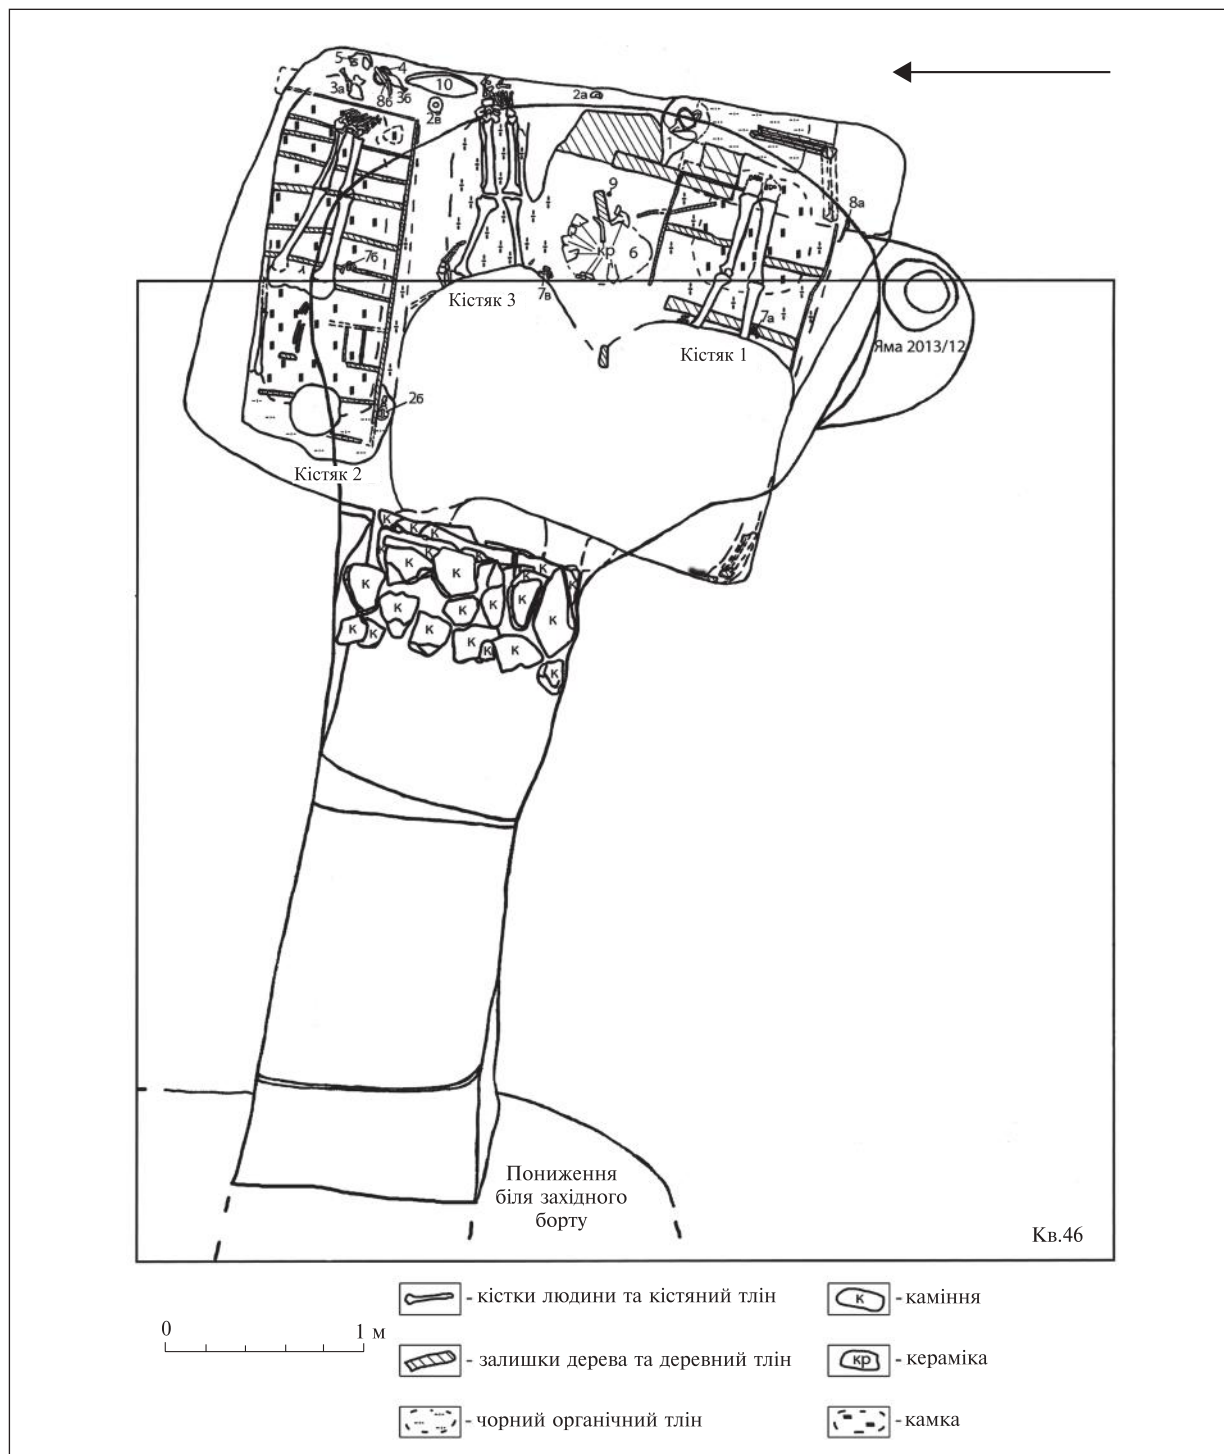 5
4
3а
8б
3б
10
2в
2а
1
9
8а
кр
6
7б
7в
7а
Кістяк 3
Кістяк 1
Яма 2013/12
2б
Кістяк 2
К К К
К К К К
К К К К К К К
К К К К К К
К
Пониження
біля західного
борту
Кв.46
0 1 м
- кістки людини та кістяний тлін
- залишки дерева та деревний тлін
- чорний органічний тлін
К - каміння
кр - кераміка
- камка